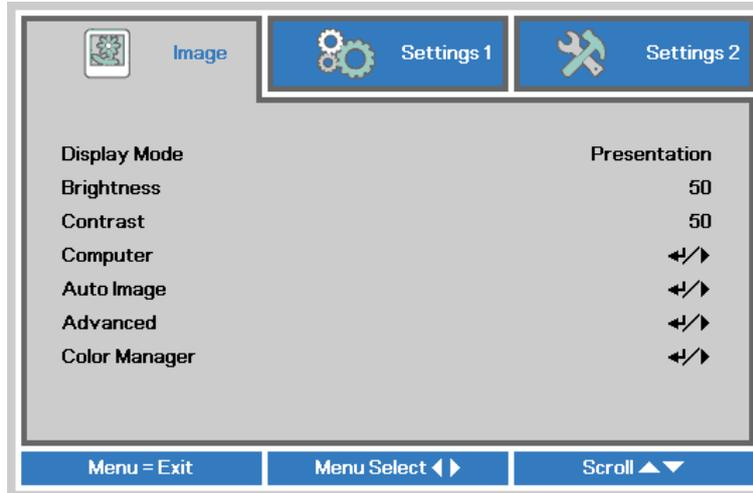 Image
Settings 1
Settings 2
Display Mode Presentation
Brightness 50
Contrast 50
Computer ↵/▶
Auto Image ↵/▶
Advanced ↵/▶
Color Manager ↵/▶
Menu = Exit
Menu Select ◀▶
Scroll ▲▼